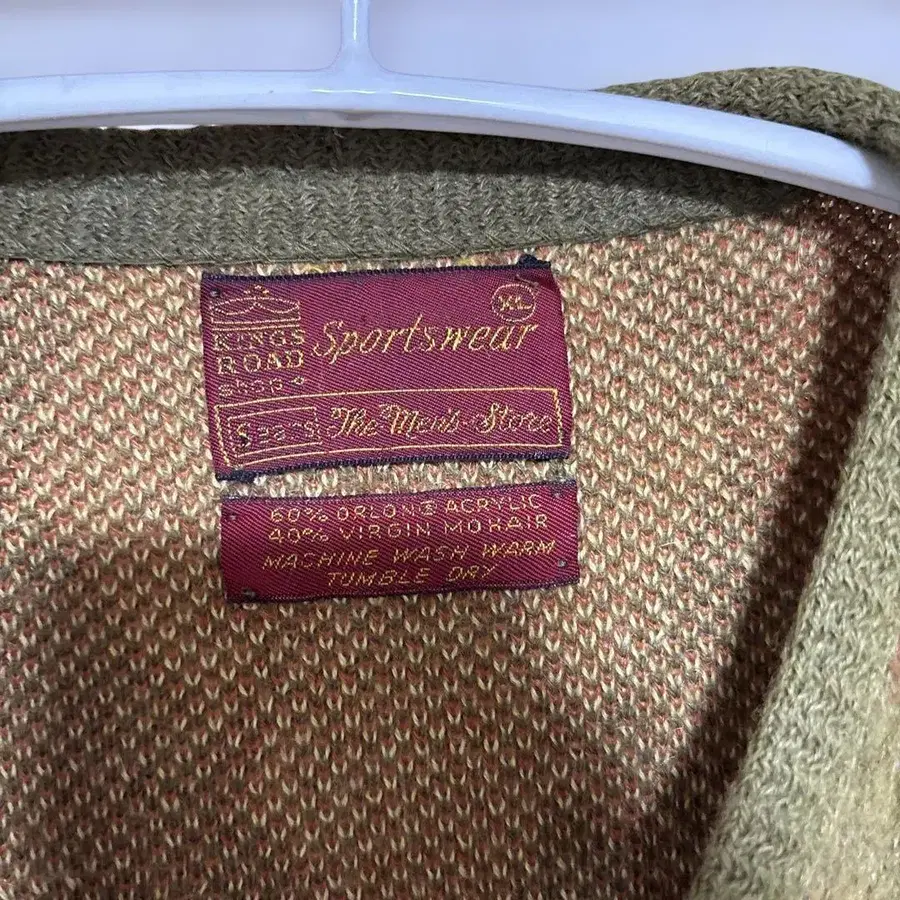 XL
KINGS
ROAD
Shop
Sportswear
Sears The Men's Store
60% ORLON® ACRYLIC
40% VIRGIN MOHAIR
MACHINE WASH WARM
TUMBLE DRY